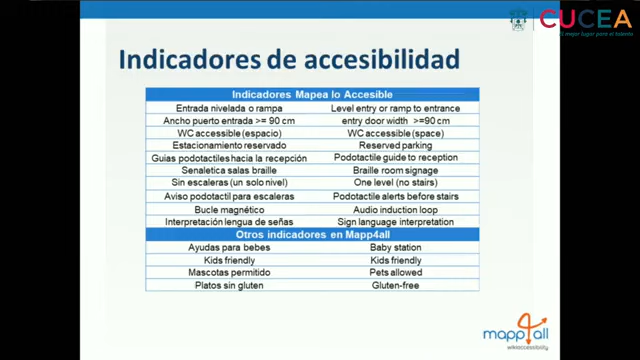 CUCEA
El mejor lugar para el talento
Indicadores de accesibilidad
Indicadores Mapea lo Accesible
Entrada nivelada o rampa Level entry or ramp to entrance
Ancho puerto entrada >= 90 cm entry door width >=90cm
WC accessible (espacio) WC accessible (space)
Estacionamiento reservado Reserved parking
Guias podotactiles hacia la recepción Podotactile guide to reception
Senaletica salas braille Braille room signage
Sin escaleras (un solo nivel) One level (no stairs)
Aviso podotactil para escaleras Podotactile alerts before stairs
Bucle magnético Audio induction loop
Interpretación lengua de señas Sign language interpretation
Otros indicadores en Mapp4all
Ayudas para bebes Baby station
Kids friendly Kids friendly
Mascotas permitido Pets allowed
Platos sin gluten Gluten-free
mapp4all
wikiaccessibility